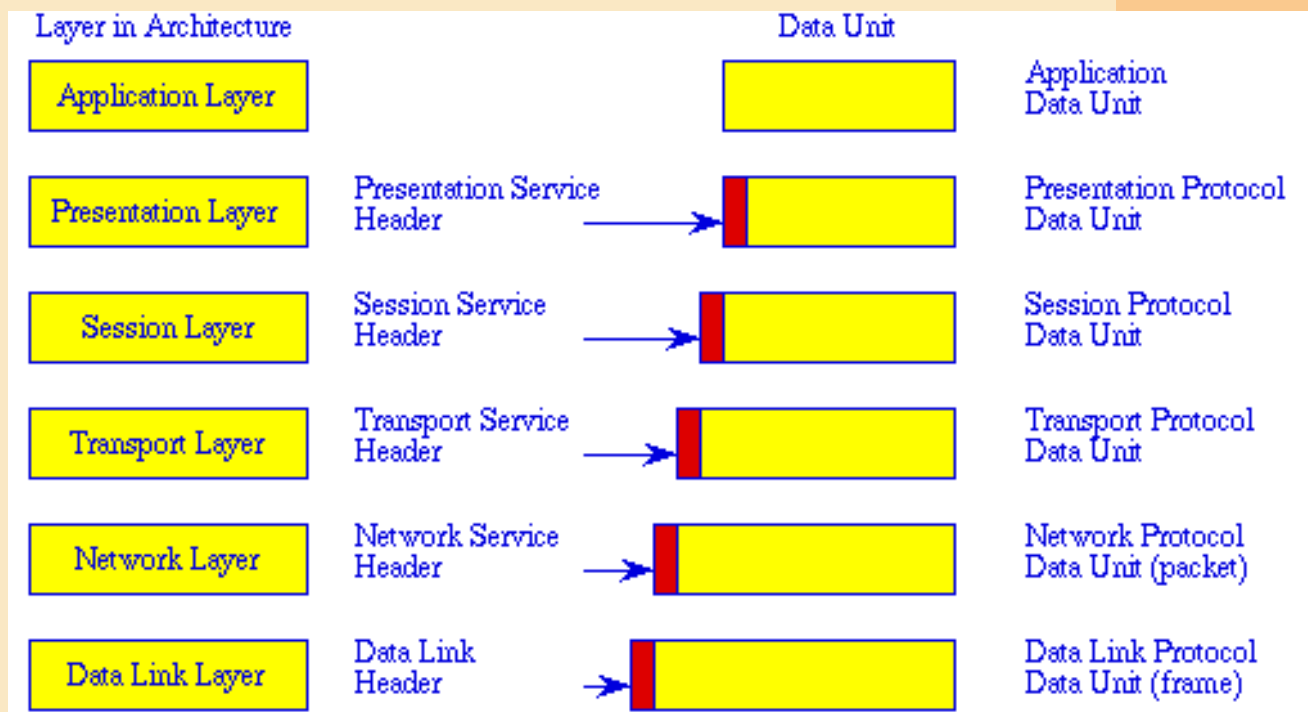 Layer in Architecture
Data Unit
Application Layer
Application
Data Unit
Presentation Layer
Presentation Service
Header
Presentation Protocol
Data Unit
Session Layer
Session Service
Header
Session Protocol
Data Unit
Transport Layer
Transport Service
Header
Transport Protocol
Data Unit
Network Layer
Network Service
Header
Network Protocol
Data Unit (packet)
Data Link Layer
Data Link
Header
Data Link Protocol
Data Unit (frame)